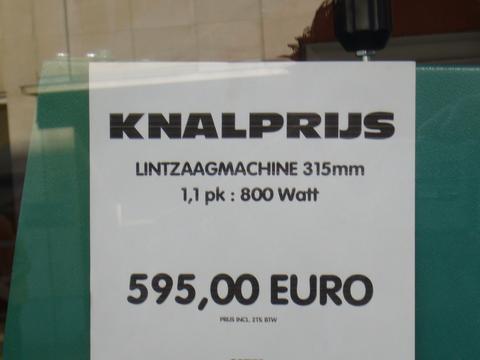 KNALPRIJS
LINTZAAGMACHINE 315mm
1,1 pk : 800 Watt
595,00 EURO
PRIJS INCL. 21% BTW